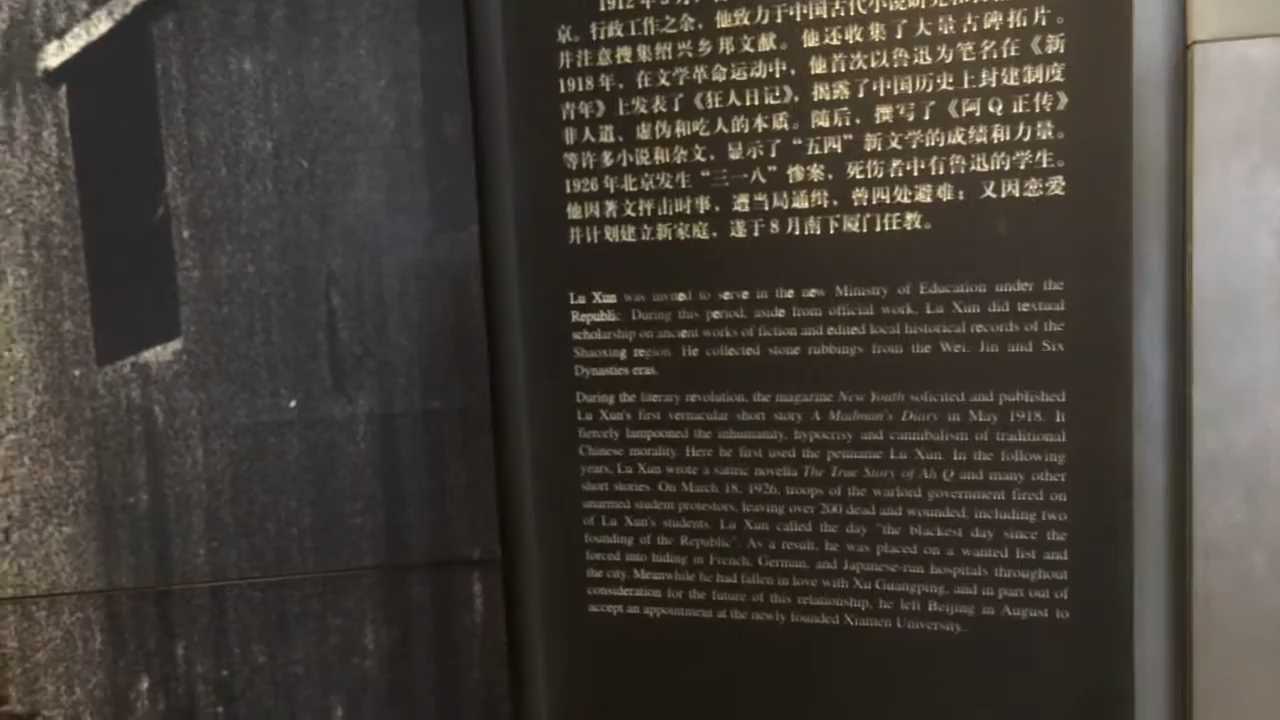 1912年5月，
京。行政工作之余，他致力于中国古代小说研究和
并注意搜集绍兴乡邦文献。他还收集了大量古碑拓片。
1918年，在文学革命运动中，他首次以鲁迅为笔名在《新
青年》上发表了《狂人日记》，揭露了中国历史上封建制度
非人道、虚伪和吃人的本质。随后，撰写了《阿Q正传》
等许多小说和杂文，显示了“五四”新文学的成绩和力量。
1926年北京发生“三一八”惨案，死伤者中有鲁迅的学生。
他因著文抨击时事，遭当局通缉，曾四处避难；又因恋爱
并计划建立新家庭，遂于8月南下厦门任教。
Lu Xun was invited to serve in the new Ministry of Education under the
Republic. During this period, aside from official work, Lu Xun did textual
scholarship on ancient works of fiction and edited local historical records of the
Shaoxing region. He collected stone rubbings from the Wei, Jin and Six
Dynasties eras.
During the literary revolution, the magazine New Youth solicited and published
Lu Xun's first vernacular short story A Madman's Diary in May 1918. It
fiercely lampooned the inhumanity, hypocrisy and cannibalism of traditional
Chinese morality. Here he first used the penname Lu Xun. In the following
years, Lu Xun wrote a satiric novella The True Story of Ah Q and many other
short stories. On March 18, 1926, troops of the warlord government fired on
unarmed student protestors, leaving over 200 dead and wounded, including two
of Lu Xun's students. Lu Xun called the day "the blackest day since the
founding of the Republic". As a result, he was placed on a wanted list and
forced into hiding in French, German, and Japanese-run hospitals throughout
the city. Meanwhile he had fallen in love with Xu Guangping, and in part out of
consideration for the future of this relationship, he left Beijing in August to
accept an appointment at the newly founded Xiamen University.